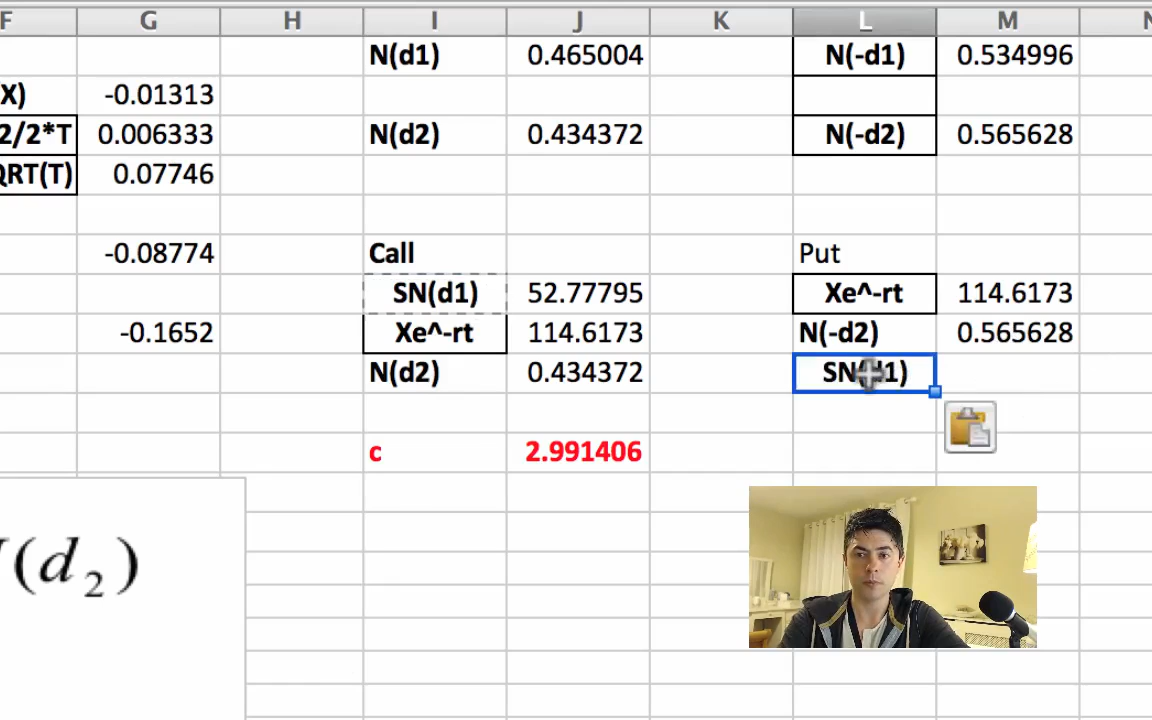 F G H I J K L M N
N(d1) 0.465004 N(-d1) 0.534996
X) -0.01313
2/2*T 0.006333 N(d2) 0.434372 N(-d2) 0.565628
QRT(T) 0.07746
-0.08774 Call Put
SN(d1) 52.77795 Xe^-rt 114.6173
-0.1652 Xe^-rt 114.6173 N(-d2) 0.565628
N(d2) 0.434372 SN(d1)
c 2.991406
(d2)